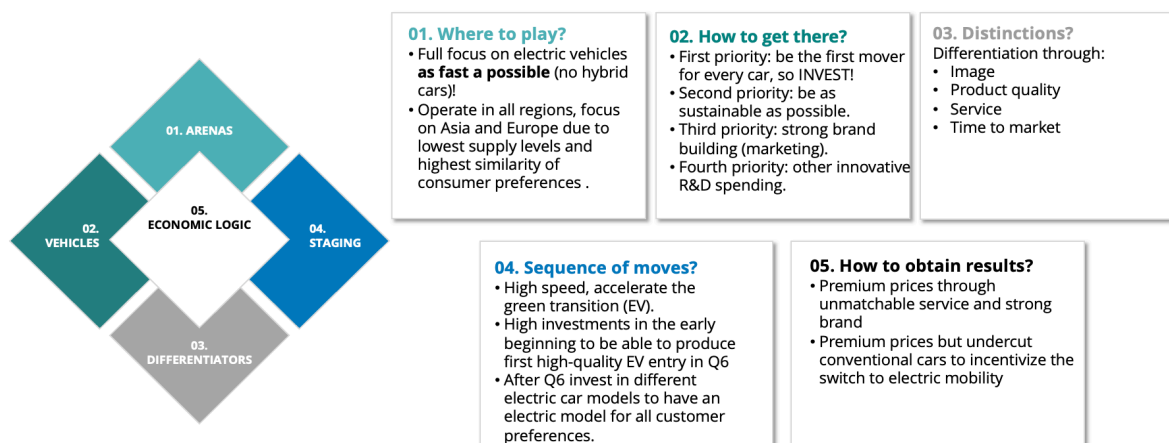 01. ARENAS
02.
VEHICLES
05.
ECONOMIC LOGIC
04.
STAGING
03.
DIFFERENTIATORS
01. Where to play?
• Full focus on electric vehicles
as fast a possible (no hybrid
cars)!
• Operate in all regions, focus
on Asia and Europe due to
lowest supply levels and
highest similarity of
consumer preferences .
02. How to get there?
• First priority: be the first mover
for every car, so INVEST!
• Second priority: be as
sustainable as possible.
• Third priority: strong brand
building (marketing).
• Fourth priority: other innovative
R&D spending.
03. Distinctions?
Differentiation through:
• Image
• Product quality
• Service
• Time to market
04. Sequence of moves?
• High speed, accelerate the
green transition (EV).
• High investments in the early
beginning to be able to produce
first high-quality EV entry in Q6
• After Q6 invest in different
electric car models to have an
electric model for all customer
preferences.
05. How to obtain results?
• Premium prices through
unmatchable service and strong
brand
• Premium prices but undercut
conventional cars to incentivize the
switch to electric mobility